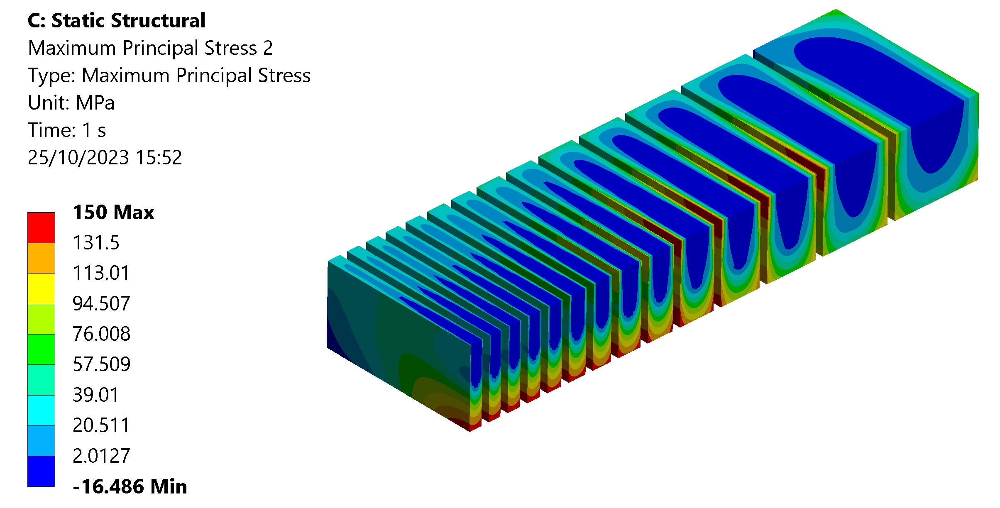 C: Static Structural
Maximum Principal Stress 2
Type: Maximum Principal Stress
Unit: MPa
Time: 1 s
25/10/2023 15:52
150 Max
131.5
113.01
94.507
76.008
57.509
39.01
20.511
2.0127
-16.486 Min